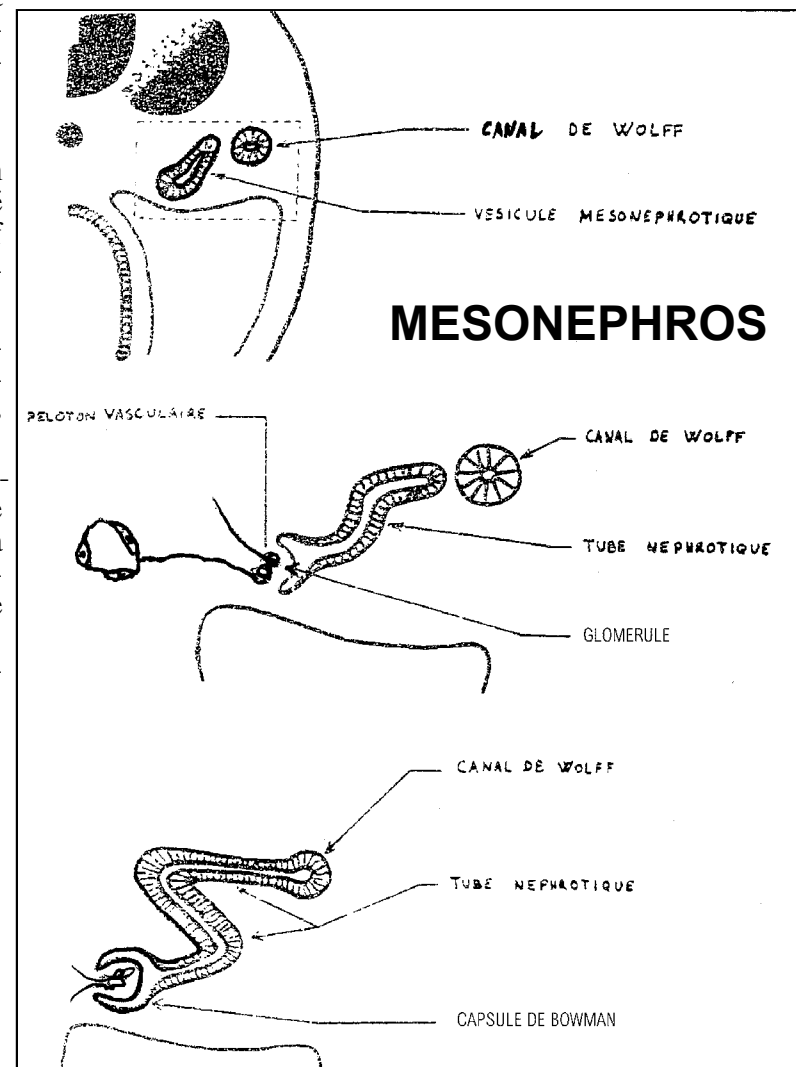 CANAL DE WOLFF
VESICULE MESONEPHROTIQUE
MESONEPHROS
PELOTON VASCULAIRE
CANAL DE WOLFF
TUBE NEPHROTIQUE
GLOMERULE
CANAL DE WOLFF
TUBE NEPHROTIQUE
CAPSULE DE BOWMAN